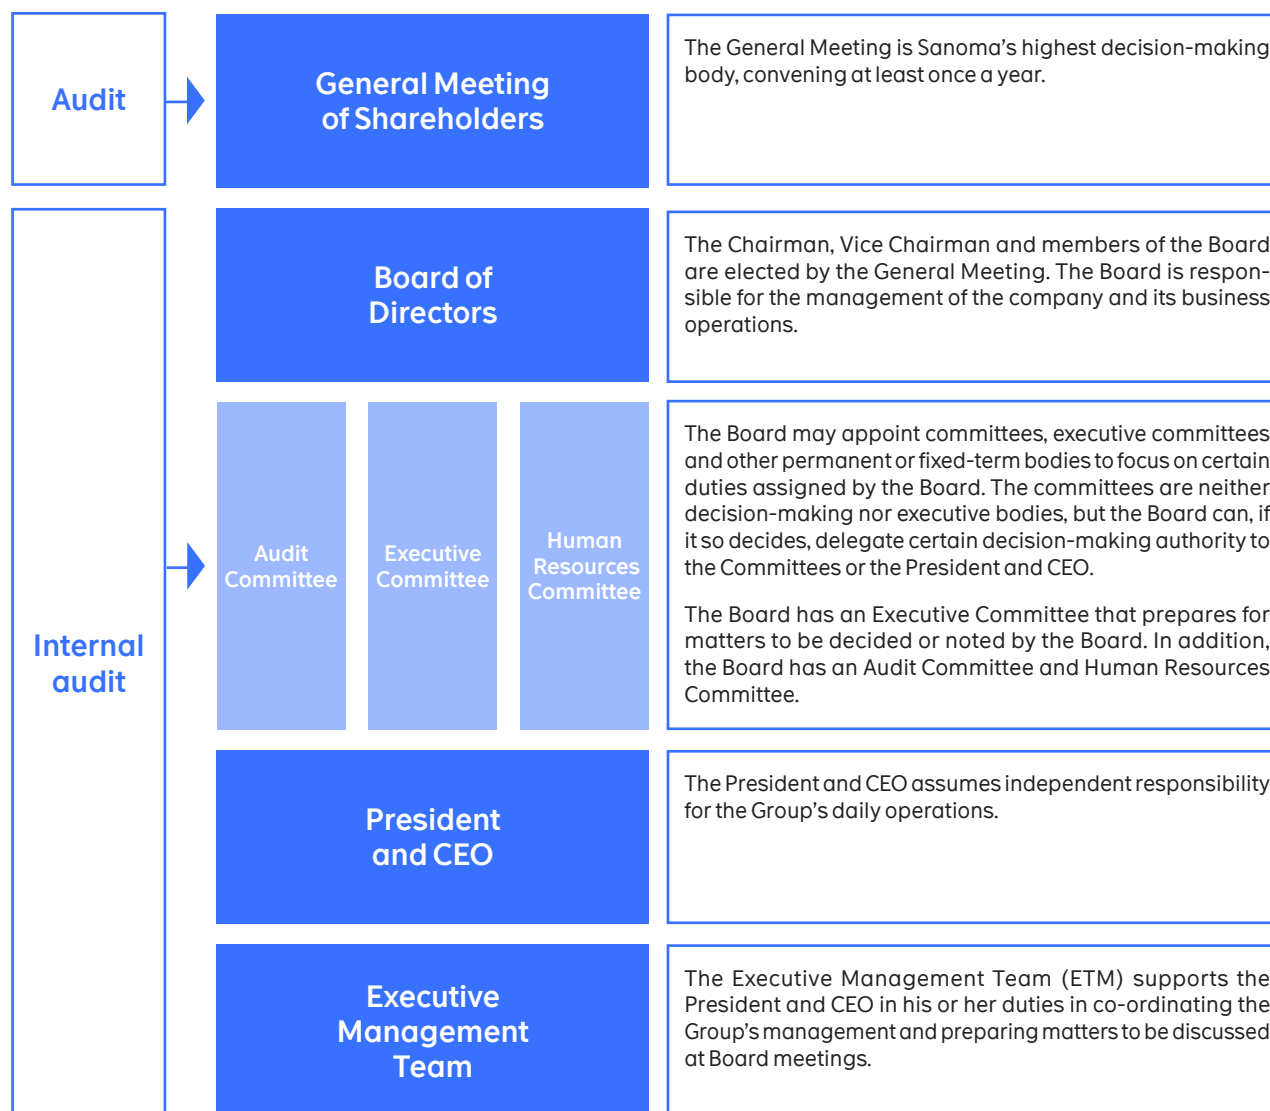 Audit
General Meeting
of Shareholders
The General Meeting is Sanoma's highest decision-making
body, convening at least once a year.
Internal
audit
Board of
Directors
The Chairman, Vice Chairman and members of the Board
are elected by the General Meeting. The Board is respon-
sible for the management of the company and its business
operations.
Audit
Committee
Executive
Committee
Human
Resources
Committee
The Board may appoint committees, executive committees
and other permanent or fixed-term bodies to focus on certain
duties assigned by the Board. The committees are neither
decision-making nor executive bodies, but the Board can, if
it so decides, delegate certain decision-making authority to
the Committees or the President and CEO.
The Board has an Executive Committee that prepares for
matters to be decided or noted by the Board. In addition,
the Board has an Audit Committee and Human Resources
Committee.
President
and CEO
The President and CEO assumes independent responsibility
for the Group's daily operations.
Executive
Management
Team
The Executive Management Team (ETM) supports the
President and CEO in his or her duties in co-ordinating the
Group's management and preparing matters to be discussed
at Board meetings.